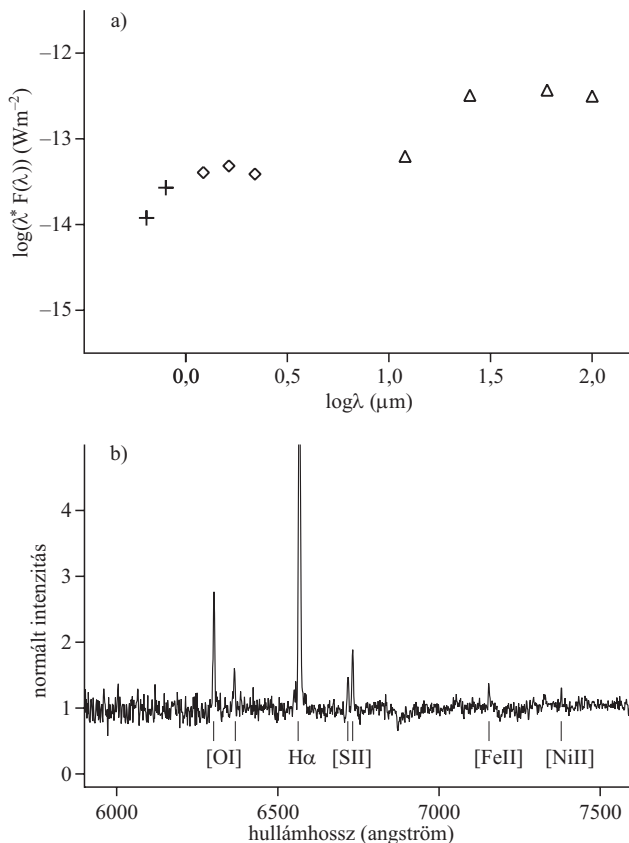 a)
–12
–13
–14
–15
log(λ* F(λ)) (Wm⁻²)
0,0 0,5 1,0 1,5 2,0
logλ (μm)
b)
4
3
2
1
0
normált intenzitás
[OI] Hα [SII] [FeII] [NiII]
6000 6500 7000 7500
hullámhossz (angström)